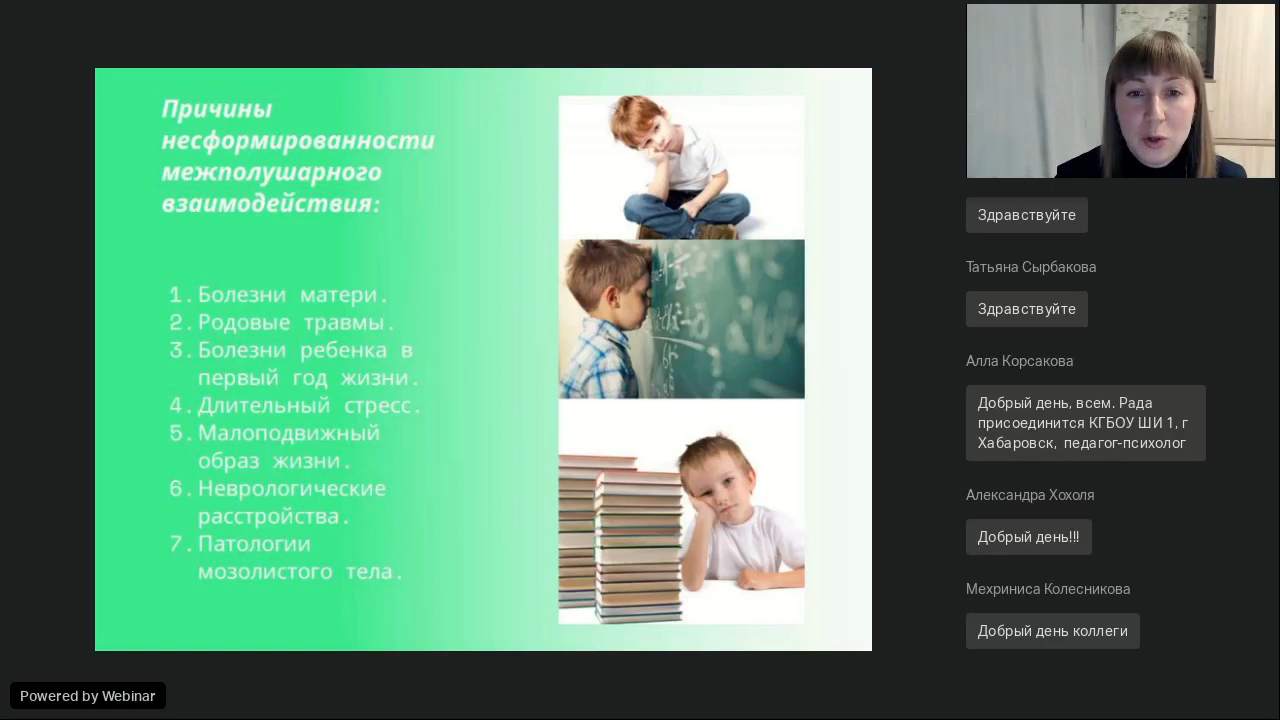 Причины
несформированности
межполушарного
взаимодействия:
1. Болезни матери.
2. Родовые травмы.
3. Болезни ребенка в
первый год жизни.
4. Длительный стресс.
5. Малоподвижный
образ жизни.
6. Неврологические
расстройства.
7. Патологии
мозолистого тела.
Здравствуйте
Татьяна Сырбакова
Здравствуйте
Алла Корсакова
Добрый день, всем. Рада
присоединится КГБОУ ШИ 1, г
Хабаровск, педагог-психолог
Александра Хохоля
Добрый день!!!
Мехриниса Колесникова
Добрый день коллеги
Powered by Webinar